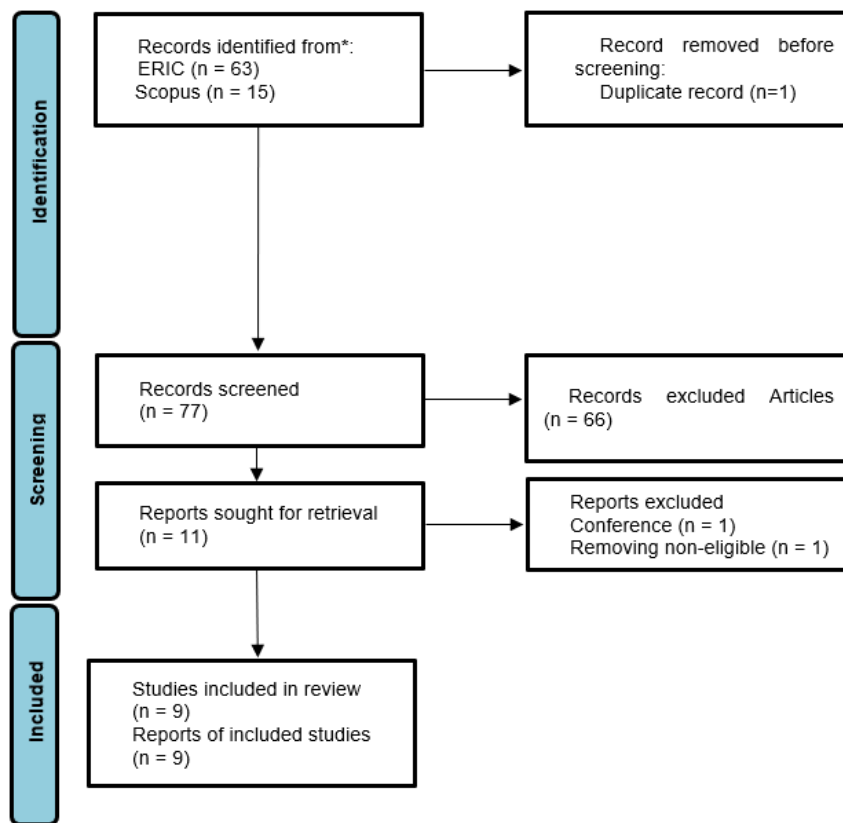 Identification
Records identified from*:
ERIC (n = 63)
Scopus (n = 15)
Record removed before
screening:
Duplicate record (n=1)
Screening
Records screened
(n = 77)
Records excluded Articles
(n = 66)
Reports sought for retrieval
(n = 11)
Reports excluded
Conference (n = 1)
Removing non-eligible (n = 1)
Included
Studies included in review
(n = 9)
Reports of included studies
(n = 9)